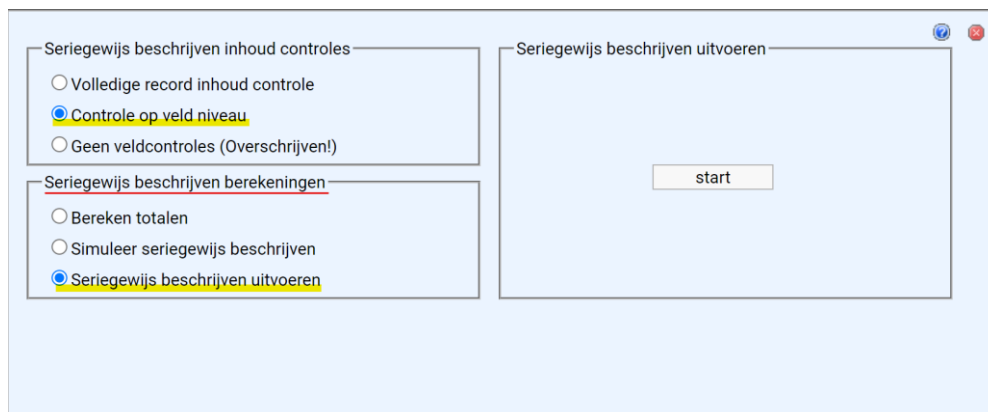 Seriegewijs beschrijven inhoud controles
Volledige record inhoud controle
Controle op veld niveau
Geen veldcontroles (Overschrijven!)
Seriegewijs beschrijven berekeningen
Bereken totalen
Simuleer seriegewijs beschrijven
Seriegewijs beschrijven uitvoeren
Seriegewijs beschrijven uitvoeren
start